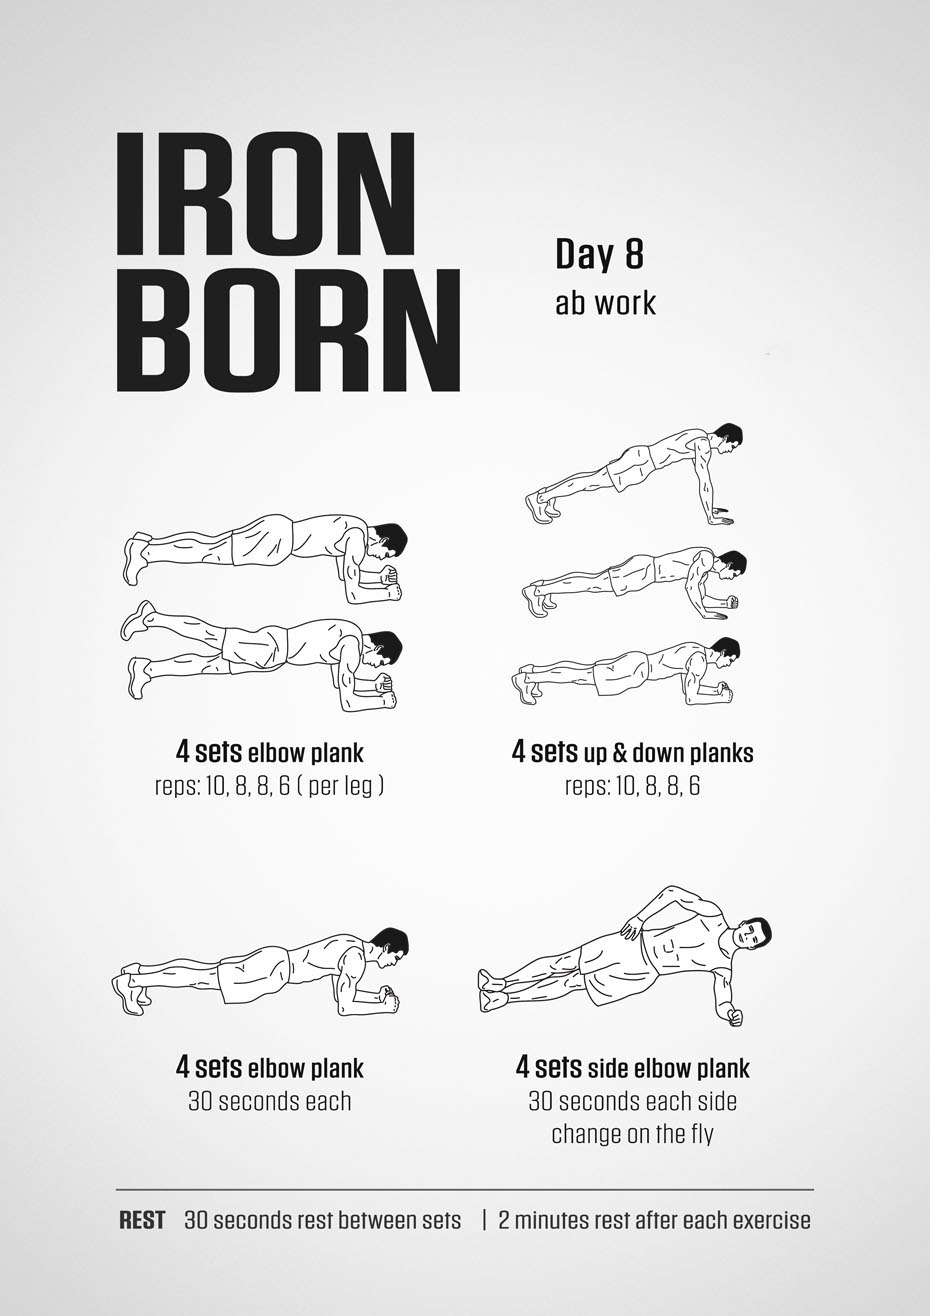 IRON
BORN
Day 8
ab work
4 sets elbow plank
reps: 10, 8, 8, 6 ( per leg )
4 sets up & down planks
reps: 10, 8, 8, 6
4 sets elbow plank
30 seconds each
4 sets side elbow plank
30 seconds each side
change on the fly
REST 30 seconds rest between sets | 2 minutes rest after each exercise